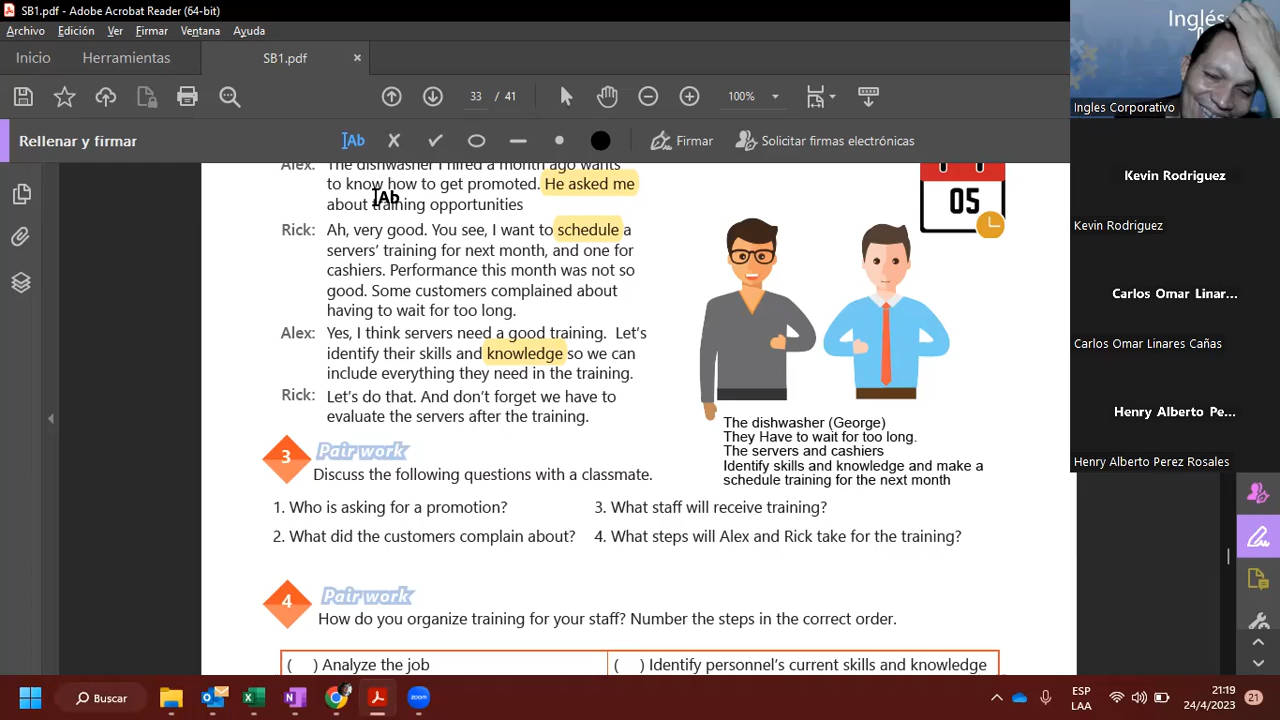 SB1.pdf - Adobe Acrobat Reader (64-bit)
Archivo Edición Ver Firmar Ventana Ayuda
Inicio Herramientas SB1.pdf ×
33 / 41 100%
Rellenar y firmar Ab Firmar Solicitar firmas electrónicas
Alex: The dishwasher I hired a month ago wants
to know how to get promoted. He asked me
about training opportunities
Ab
Rick: Ah, very good. You see, I want to schedule a
servers' training for next month, and one for
cashiers. Performance this month was not so
good. Some customers complained about
having to wait for too long.
Alex: Yes, I think servers need a good training. Let's
identify their skills and knowledge so we can
include everything they need in the training.
Rick: Let's do that. And don't forget we have to
evaluate the servers after the training.
05
The dishwasher (George)
They Have to wait for too long.
The servers and cashiers
Identify skills and knowledge and make a
schedule training for the next month
3 Pair work
Discuss the following questions with a classmate.
1. Who is asking for a promotion?
2. What did the customers complain about?
3. What staff will receive training?
4. What steps will Alex and Rick take for the training?
4 Pair work
How do you organize training for your staff? Number the steps in the correct order.
( ) Analyze the job
( ) Identify personnel's current skills and knowledge
Inglés
Ingles Corporativo
Kevin Rodriguez
Kevin Rodriguez
Carlos Omar Linar...
Carlos Omar Linares Cañas
Henry Alberto Pe...
Henry Alberto Perez Rosales
Buscar
zoom
ESP
LAA
21:19
24/4/2023
21